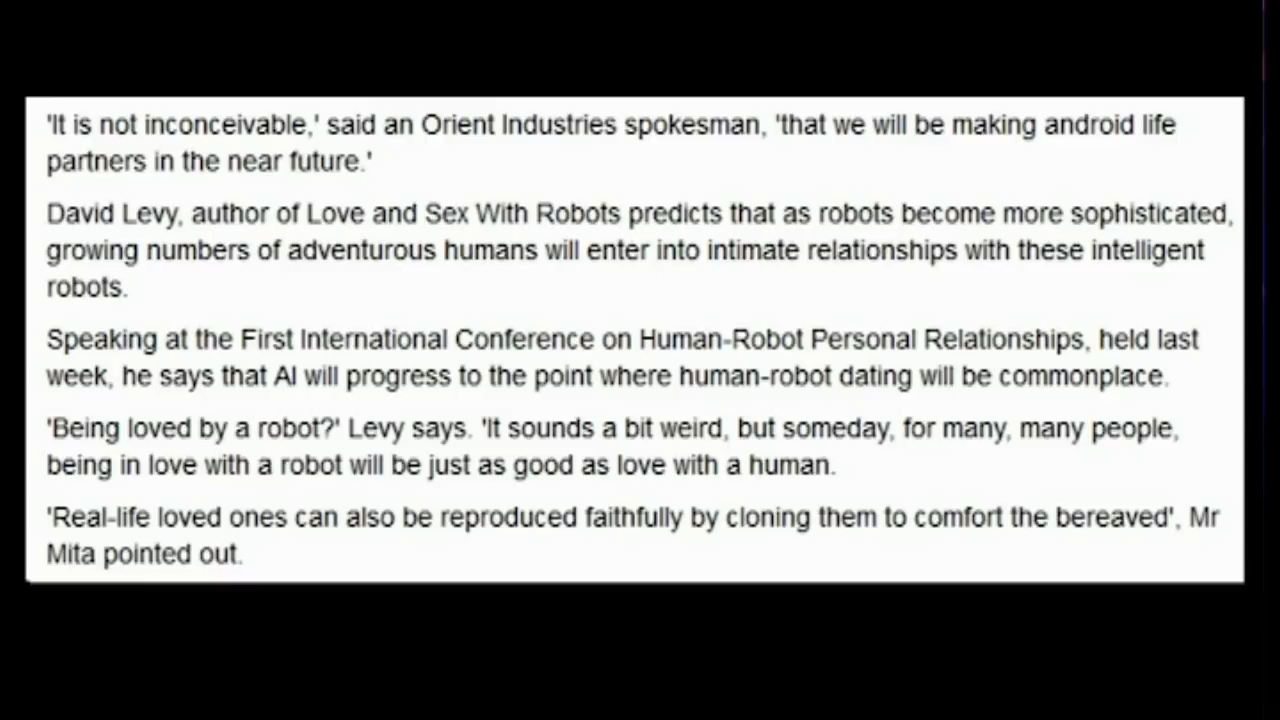 'It is not inconceivable,' said an Orient Industries spokesman, 'that we will be making android life
partners in the near future.'
David Levy, author of Love and Sex With Robots predicts that as robots become more sophisticated,
growing numbers of adventurous humans will enter into intimate relationships with these intelligent
robots.
Speaking at the First International Conference on Human-Robot Personal Relationships, held last
week, he says that AI will progress to the point where human-robot dating will be commonplace.
'Being loved by a robot?' Levy says. 'It sounds a bit weird, but someday, for many, many people,
being in love with a robot will be just as good as love with a human.
'Real-life loved ones can also be reproduced faithfully by cloning them to comfort the bereaved', Mr
Mita pointed out.